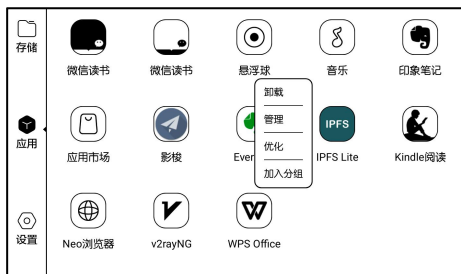 存储
微信读书
微信读书
悬浮球
音乐
印象笔记
卸载
管理
优化
加入分组
应用
应用市场
影梭
Ever
IPFS
IPFS Lite
Kindle阅读
设置
Neo浏览器
v2rayNG
WPS Office